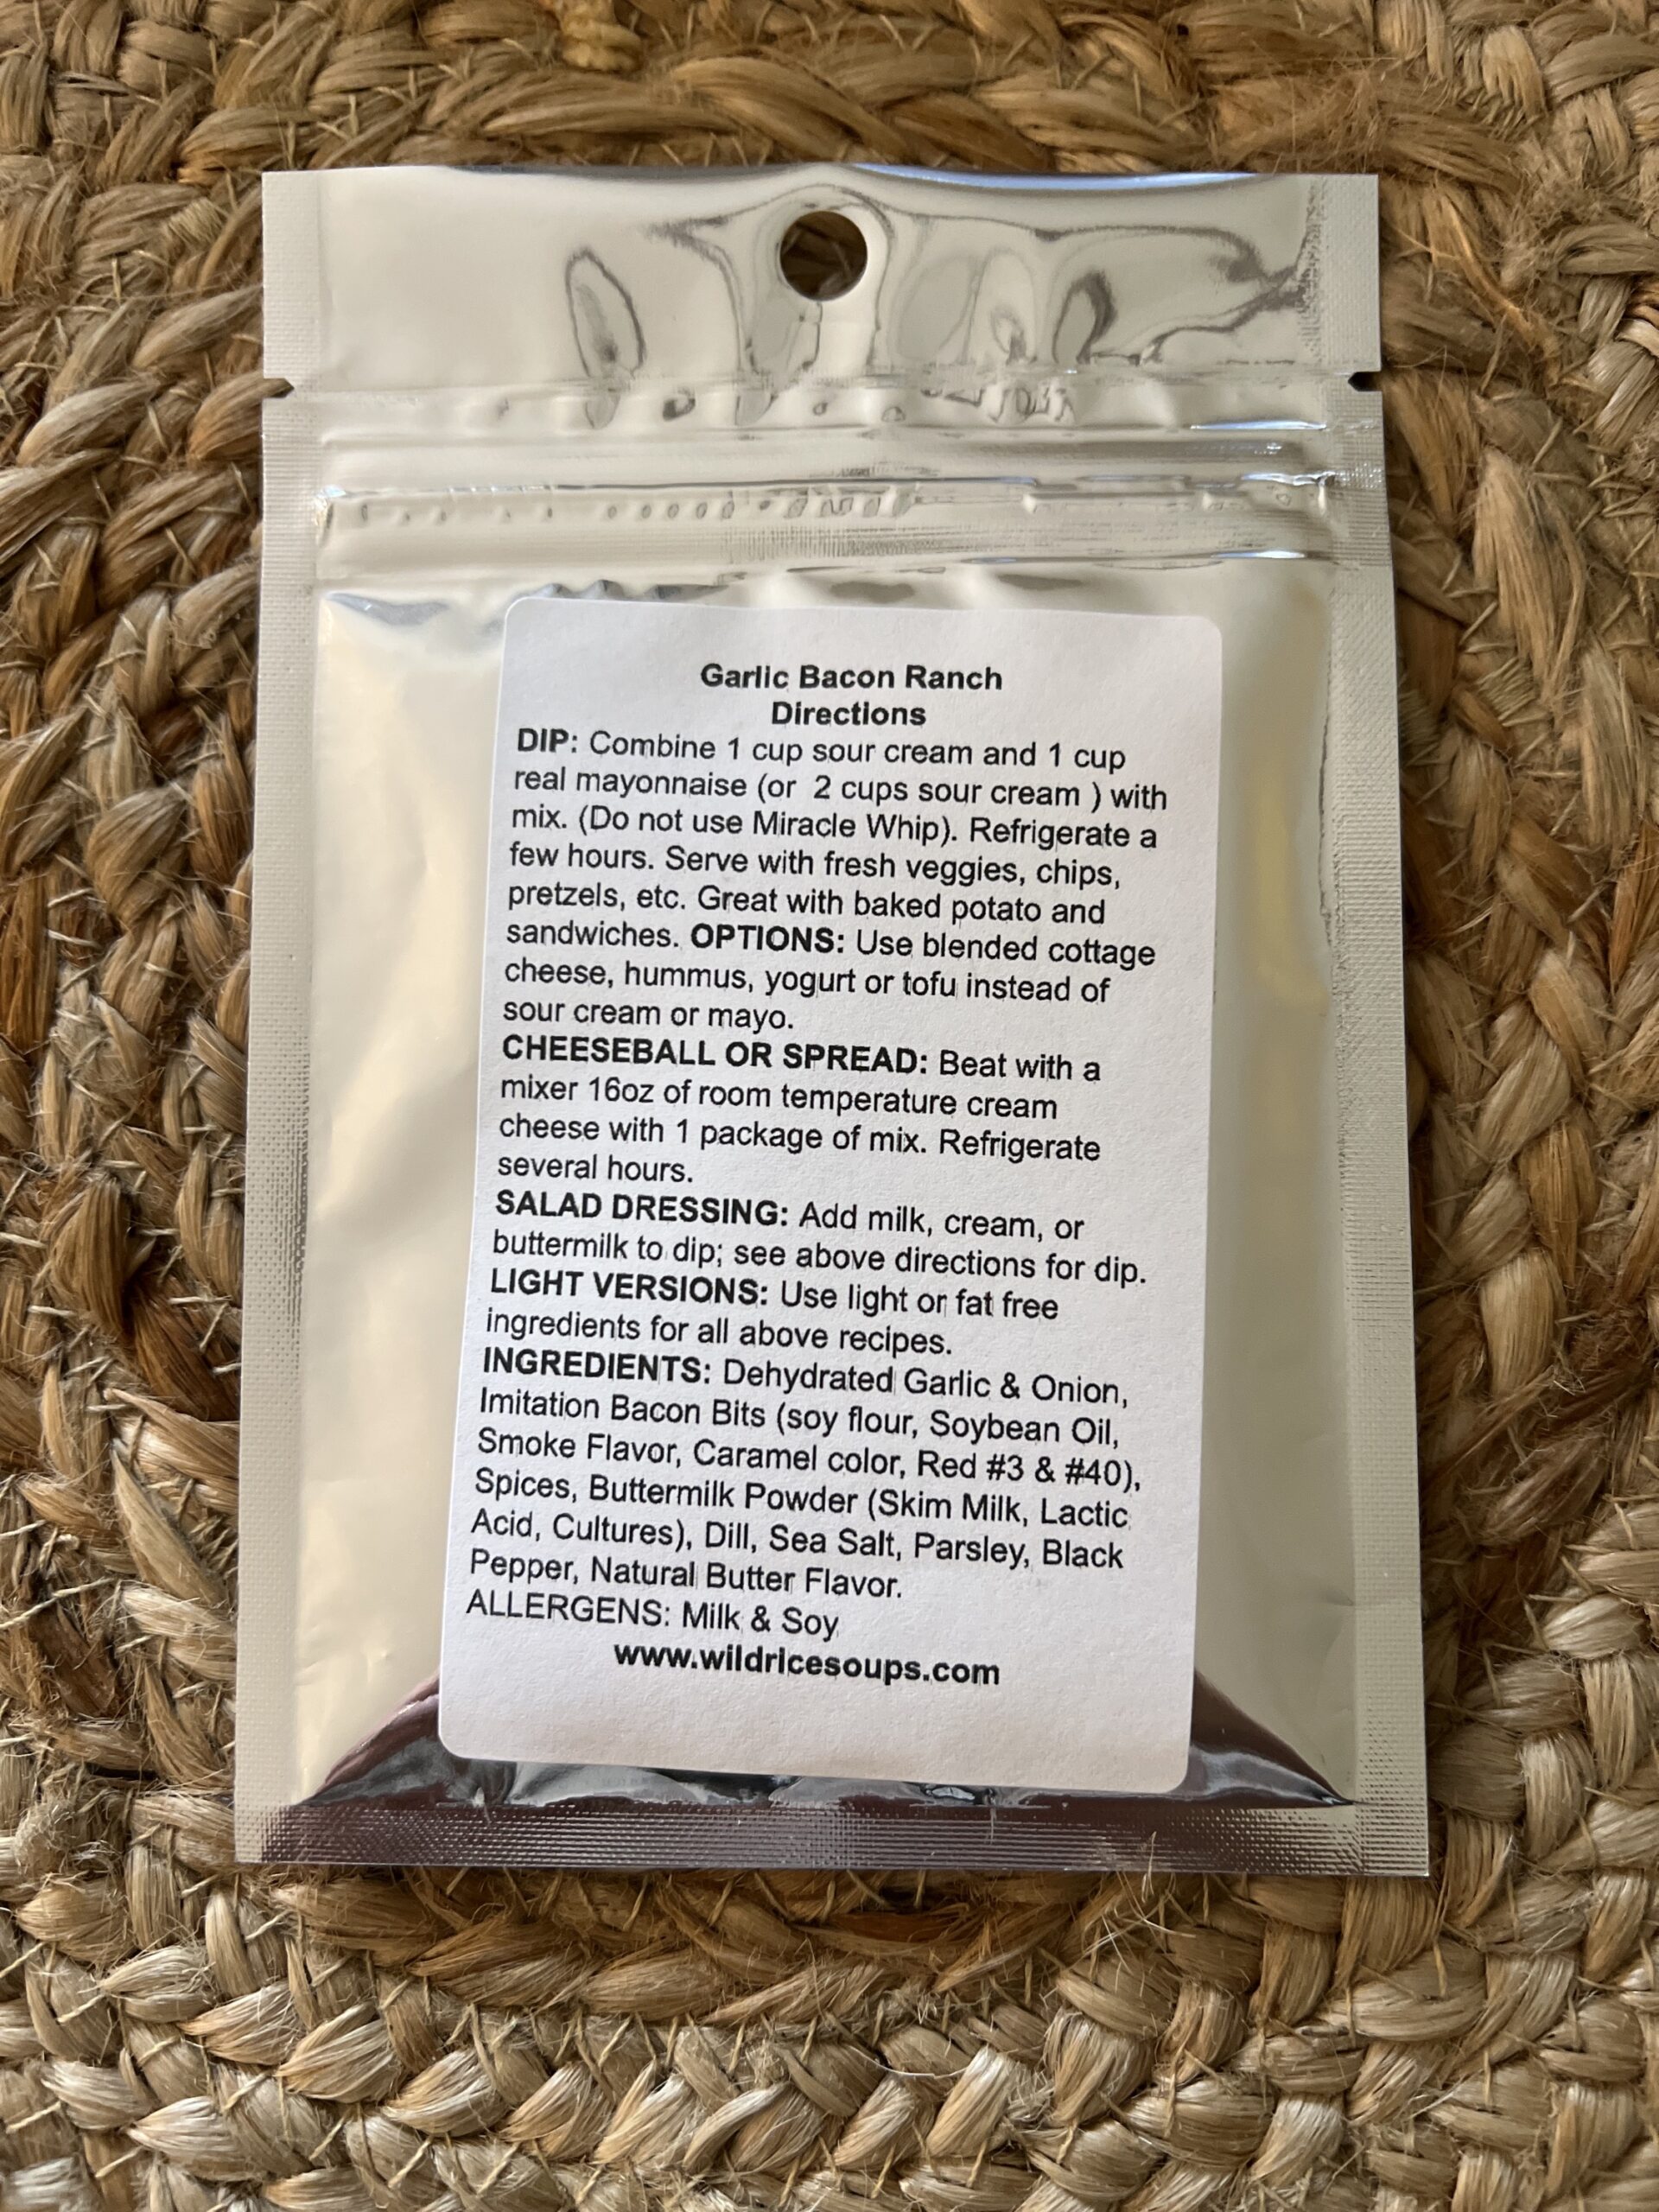 Garlic Bacon Ranch
Directions
DIP: Combine 1 cup sour cream and 1 cup
real mayonnaise (or 2 cups sour cream ) with
mix. (Do not use Miracle Whip). Refrigerate a
few hours. Serve with fresh veggies, chips,
pretzels, etc. Great with baked potato and
sandwiches. OPTIONS: Use blended cottage
cheese, hummus, yogurt or tofu instead of
sour cream or mayo.
CHEESEBALL OR SPREAD: Beat with a
mixer 16oz of room temperature cream
cheese with 1 package of mix. Refrigerate
several hours.
SALAD DRESSING: Add milk, cream, or
buttermilk to dip; see above directions for dip.
LIGHT VERSIONS: Use light or fat free
ingredients for all above recipes.
INGREDIENTS: Dehydrated Garlic & Onion,
Imitation Bacon Bits (soy flour, Soybean Oil,
Smoke Flavor, Caramel color, Red #3 & #40),
Spices, Buttermilk Powder (Skim Milk, Lactic
Acid, Cultures), Dill, Sea Salt, Parsley, Black
Pepper, Natural Butter Flavor.
ALLERGENS: Milk & Soy
www.wildricesoups.com